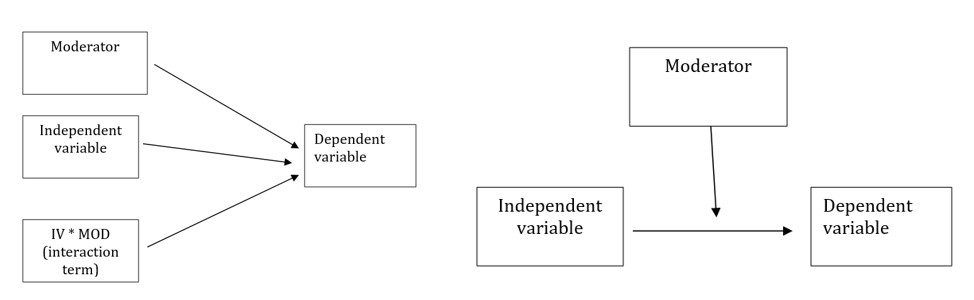 Moderator
Independent
variable
IV * MOD
(interaction
term)
Dependent
variable
Moderator
Independent
variable
Dependent
variable